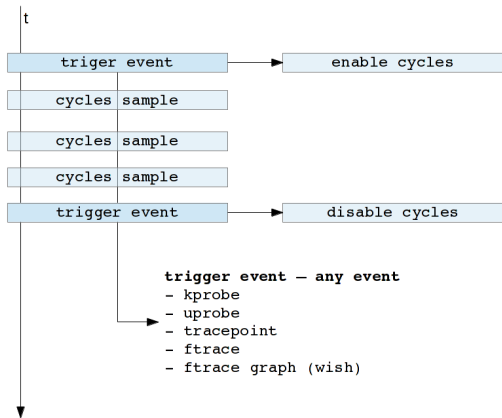 t
triger event enable cycles
cycles sample
cycles sample
cycles sample
trigger event disable cycles
trigger event — any event
- kprobe
- uprobe
- tracepoint
- ftrace
- ftrace graph (wish)